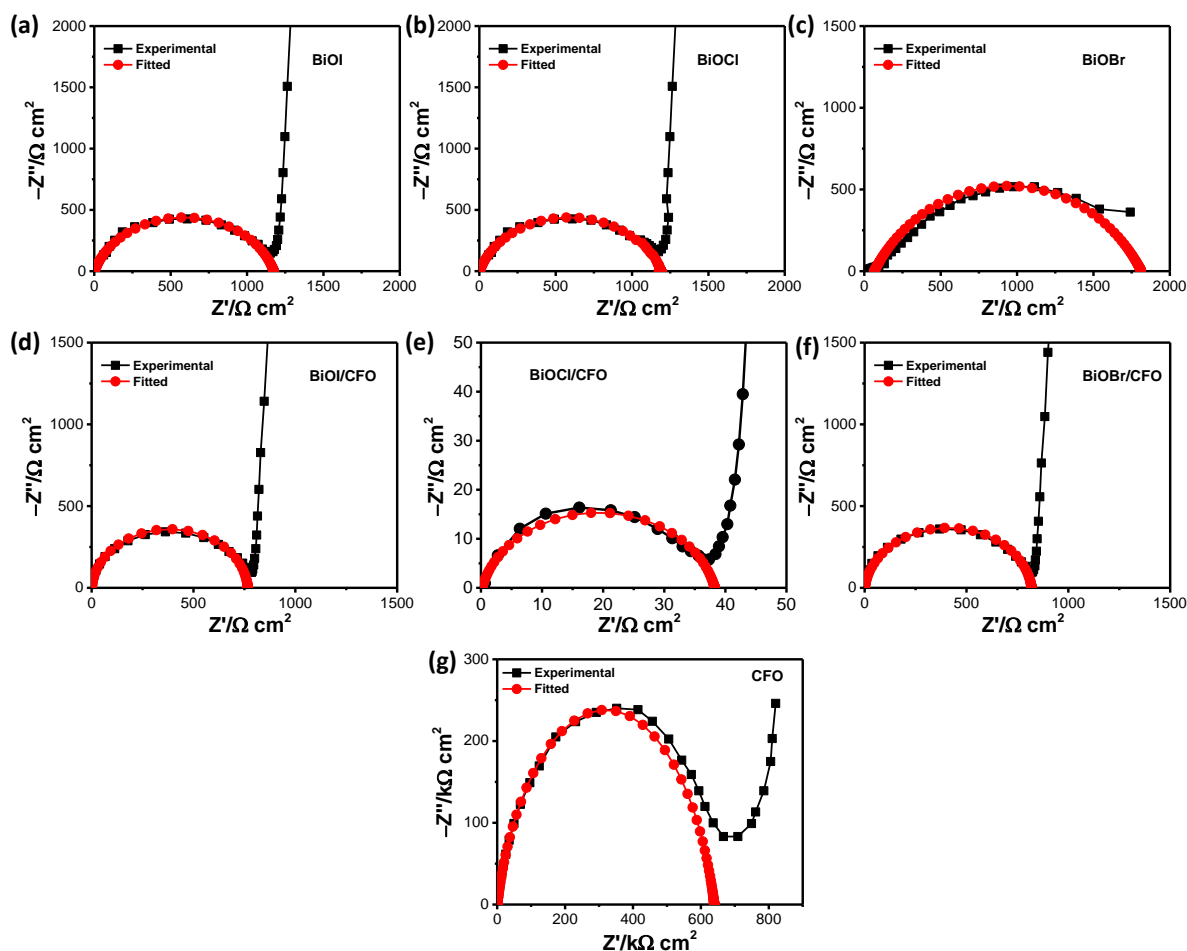 (a)
2000
1500
1000
500
0
Experimental
Fitted
BiOI
0 500 1000 1500 2000
Z'/Ω cm²
−Z''/Ω cm²
(b)
2000
1500
1000
500
0
Experimental
Fitted
BiOCl
0 500 1000 1500 2000
Z'/Ω cm²
−Z''/Ω cm²
(c)
1500
1000
500
0
Experimental
Fitted
BiOBr
0 500 1000 1500 2000
Z'/Ω cm²
−Z''/Ω cm²
(d)
1500
1000
500
0
Experimental
Fitted
BiOI/CFO
0 500 1000 1500
Z'/Ω cm²
−Z''/Ω cm²
(e)
50
40
30
20
10
0
BiOCl/CFO
0 10 20 30 40 50
Z'/Ω cm²
−Z''/Ω cm²
(f)
1500
1000
500
0
Experimental
Fitted
BiOBr/CFO
0 500 1000 1500
Z'/Ω cm²
−Z''/Ω cm²
(g)
300
200
100
0
Experimental
Fitted
CFO
0 200 400 600 800
Z'/kΩ cm²
−Z''/kΩ cm²